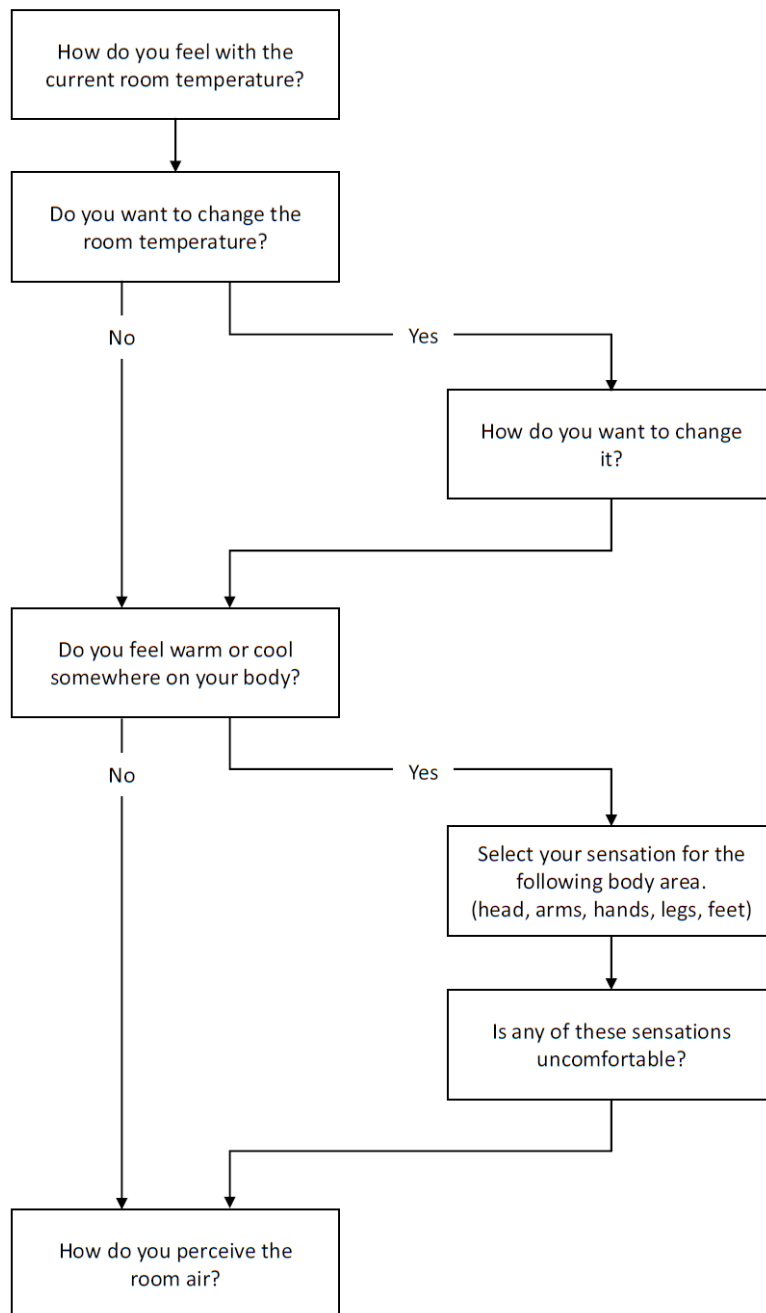 How do you feel with the
current room temperature?
Do you want to change the
room temperature?
No
Yes
How do you want to change
it?
Do you feel warm or cool
somewhere on your body?
No
Yes
Select your sensation for the
following body area.
(head, arms, hands, legs, feet)
Is any of these sensations
uncomfortable?
How do you perceive the
room air?